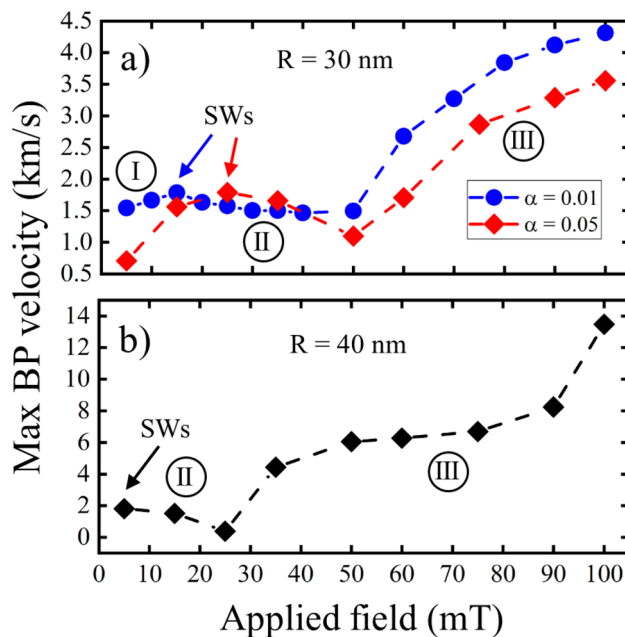 Max BP velocity (km/s)
4.5
4.0
3.5
3.0
2.5
2.0
1.5
1.0
0.5
a)
R = 30 nm
SWs
I
II
III
α = 0.01
α = 0.05
14
12
10
8
6
4
2
0
b)
R = 40 nm
SWs
II
III
0 10 20 30 40 50 60 70 80 90 100
Applied field (mT)